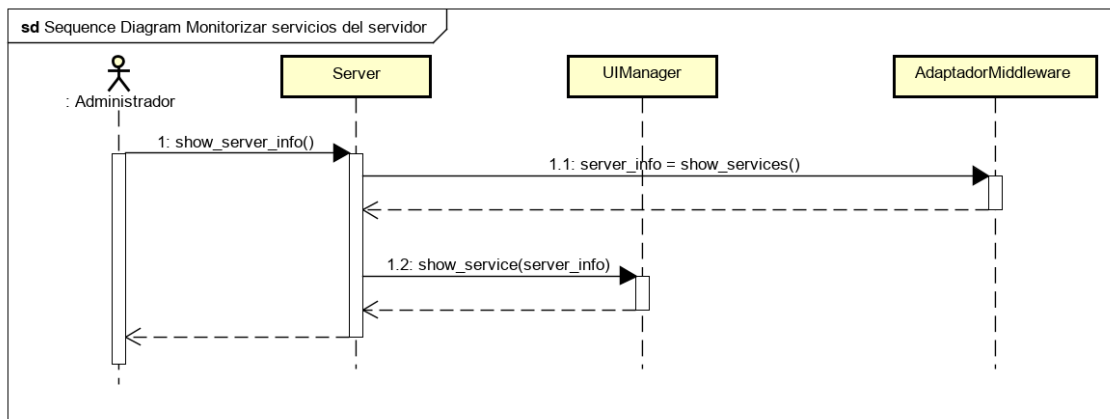 sd Sequence Diagram Monitorizar servicios del servidor
: Administrador
Server
UIManager
AdaptadorMiddleware
1: show_server_info()
1.1: server_info = show_services()
1.2: show_service(server_info)